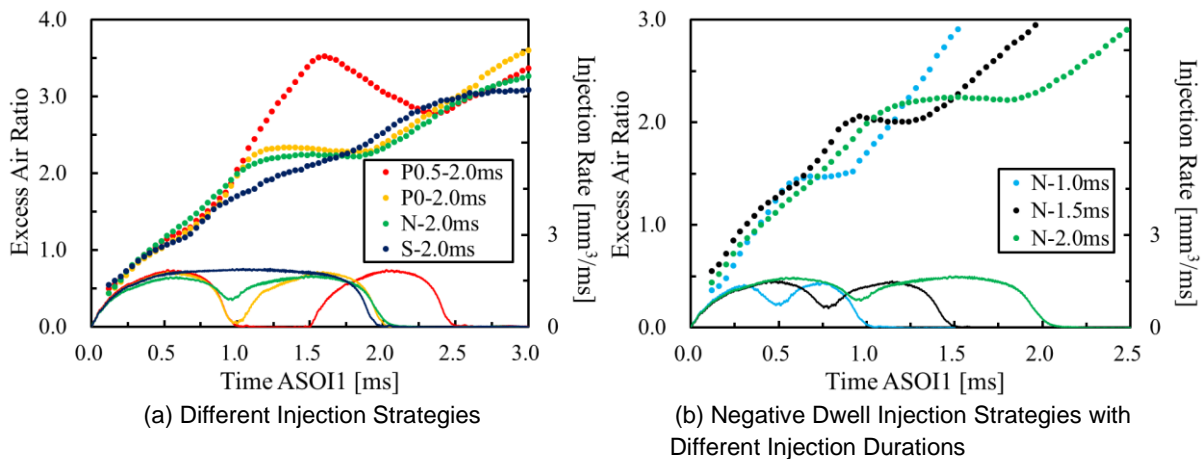 4.0
3.0
2.0
1.0
0.0
Excess Air Ratio
3
0
Injection Rate [mm³/ms]
P0.5-2.0ms
P0-2.0ms
N-2.0ms
S-2.0ms
0.0 0.5 1.0 1.5 2.0 2.5 3.0
Time ASOI1 [ms]
(a) Different Injection Strategies
3.0
2.0
1.0
0.0
Excess Air Ratio
3
0
Injection Rate [mm³/ms]
N-1.0ms
N-1.5ms
N-2.0ms
0.0 0.5 1.0 1.5 2.0 2.5
Time ASOI1 [ms]
(b) Negative Dwell Injection Strategies with
Different Injection Durations